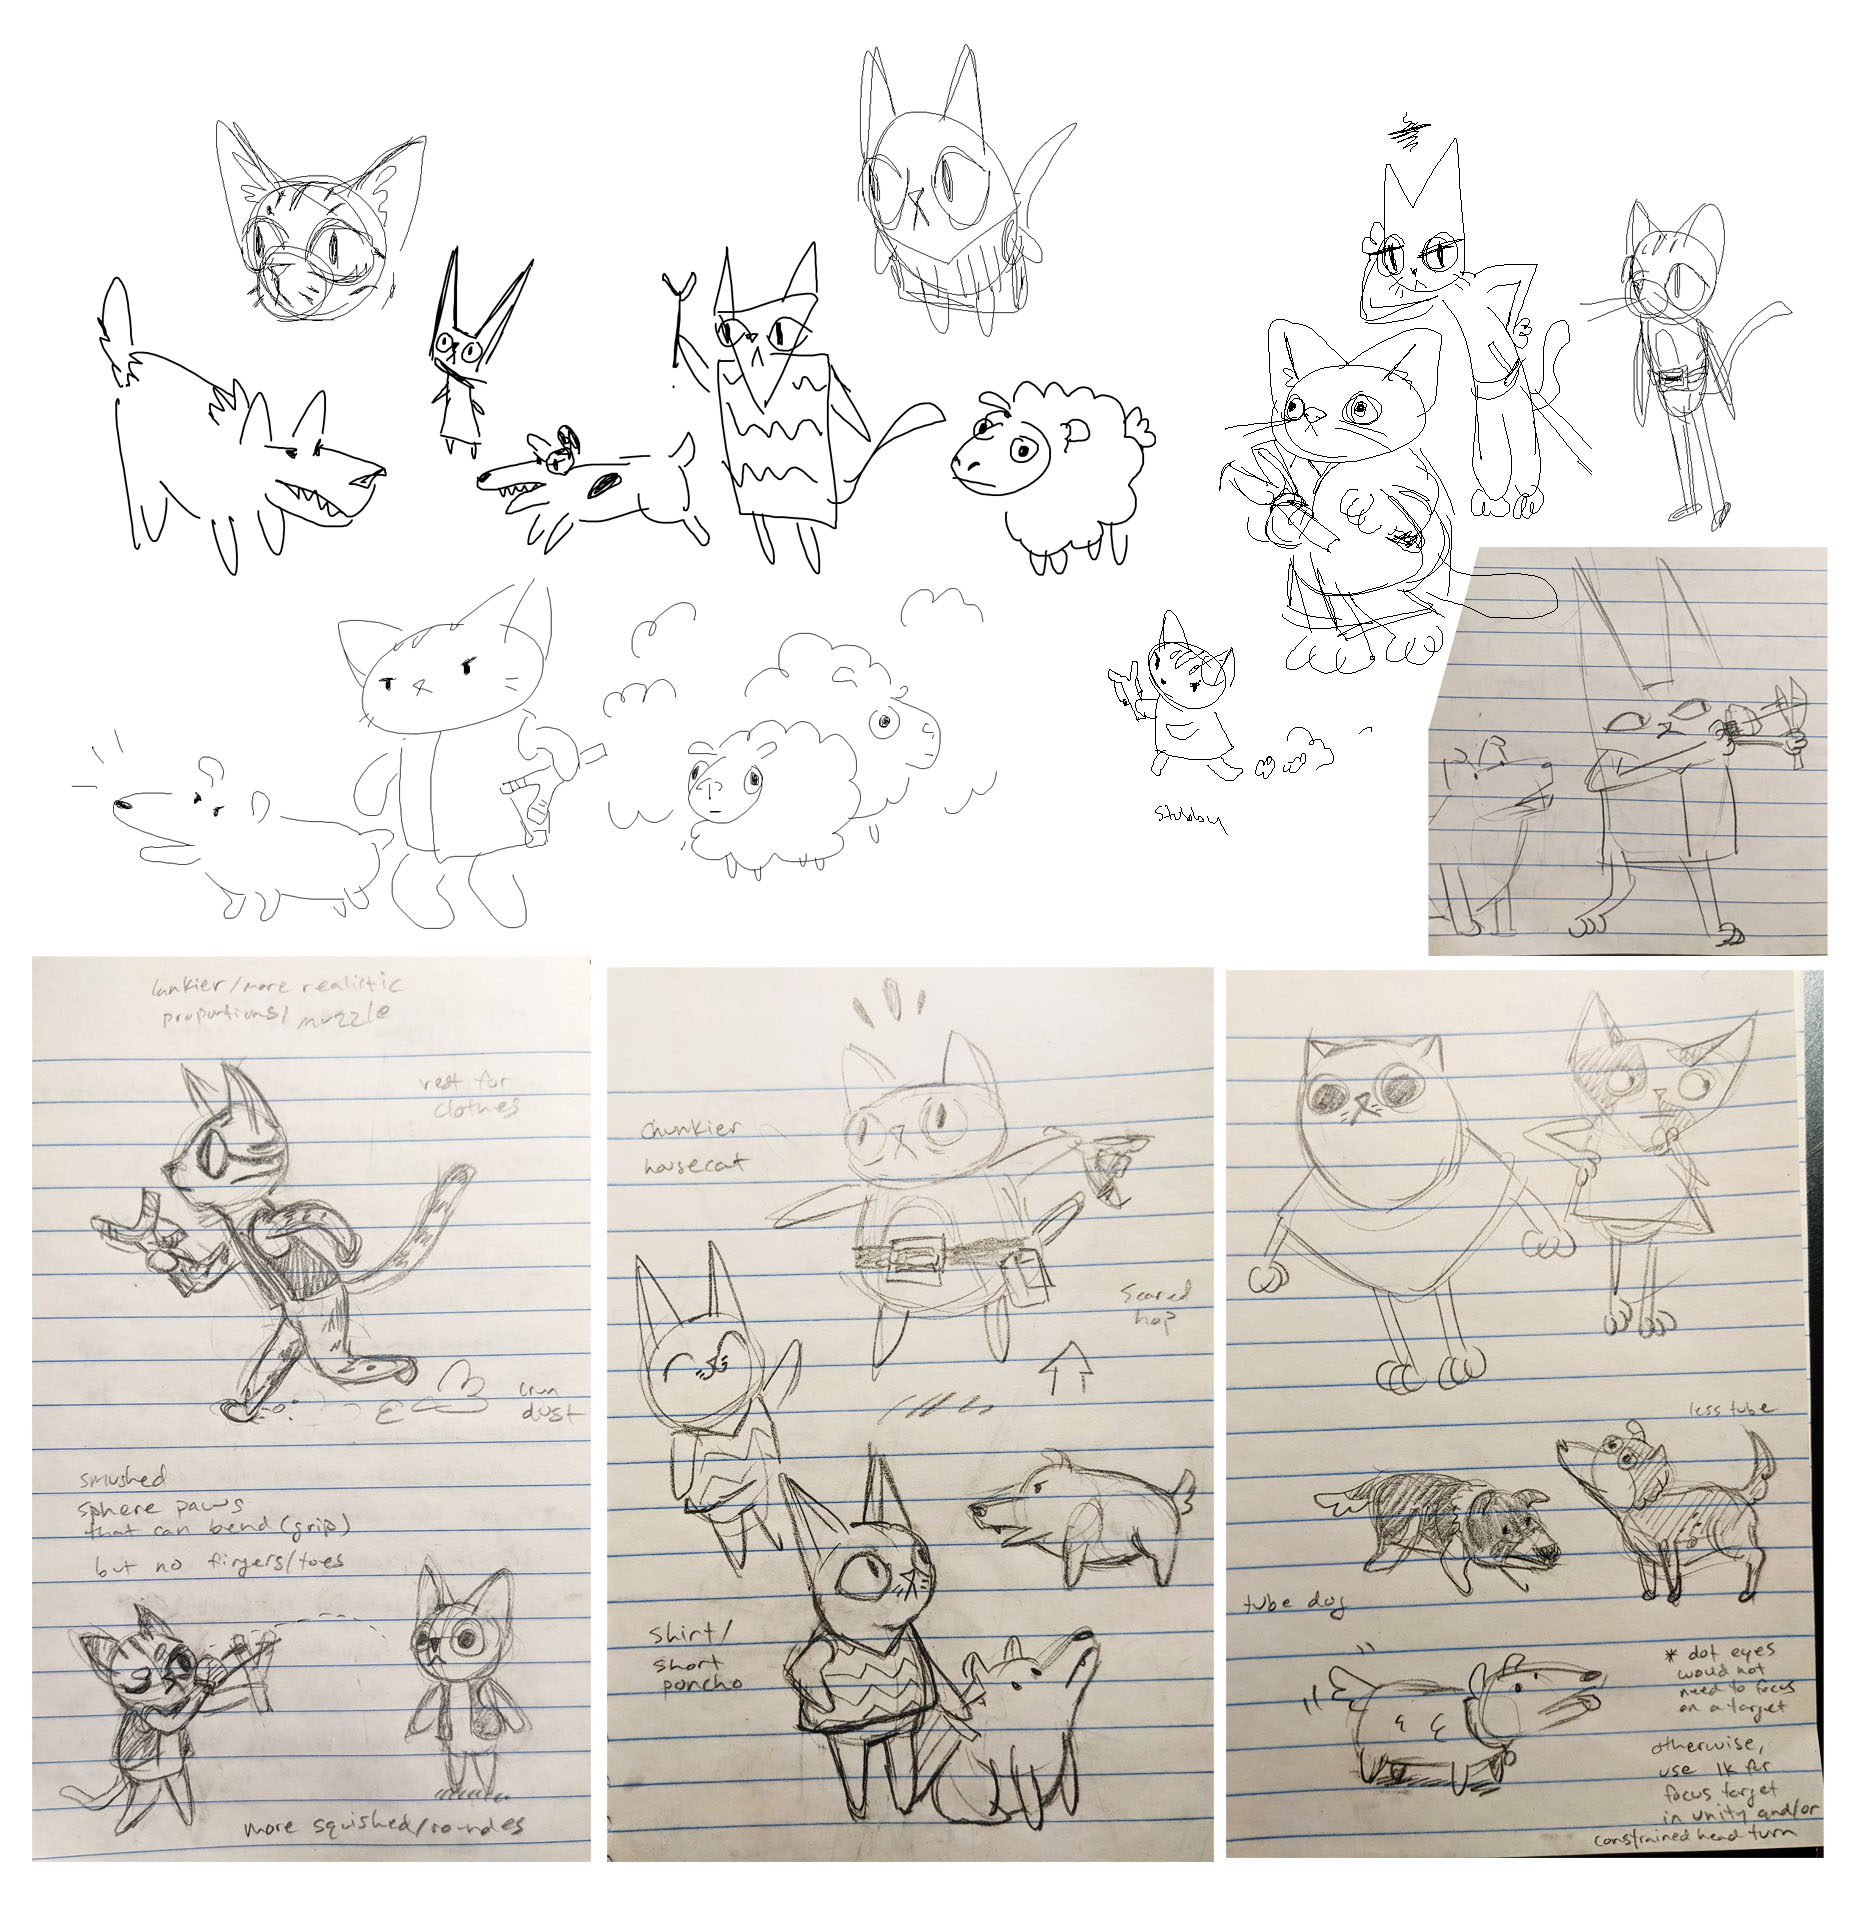 stubby
lankier/more realistic
proportions/muzzle
vest for
clothes
run
dust
smushed
sphere paws
that can bend (grip)
but no fingers/toes
more squished/roundes
chunkier
housecat
scared
hop
shirt/
short
poncho
less tube
tube dog
* dot eyes
would not
need to focus
on a target
otherwise,
use IK for
focus target
in unity and/or
constrained head turn